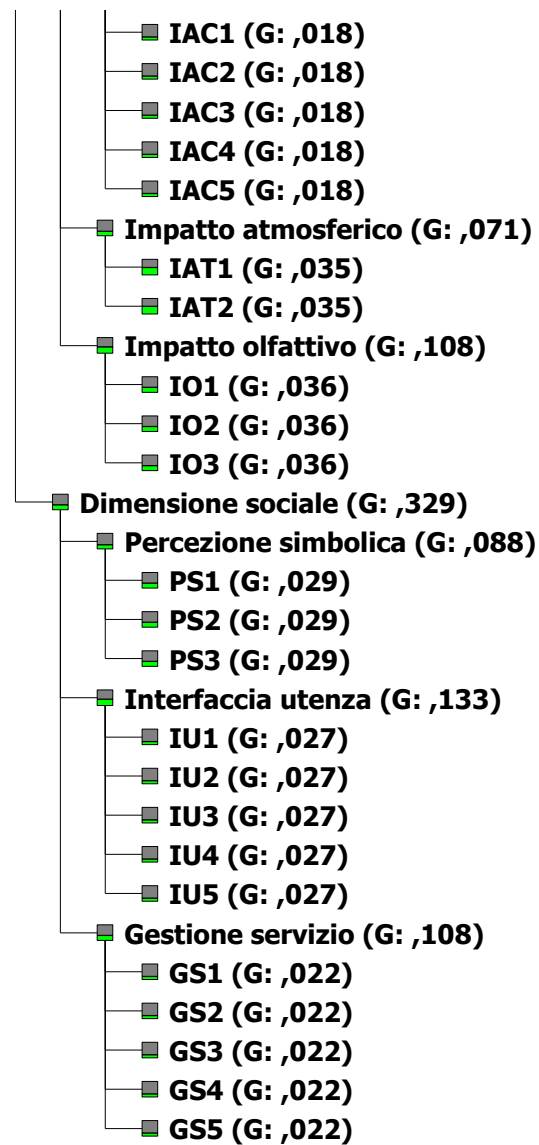 IAC1 (G: ,018)
IAC2 (G: ,018)
IAC3 (G: ,018)
IAC4 (G: ,018)
IAC5 (G: ,018)
Impatto atmosferico (G: ,071)
IAT1 (G: ,035)
IAT2 (G: ,035)
Impatto olfattivo (G: ,108)
IO1 (G: ,036)
IO2 (G: ,036)
IO3 (G: ,036)
Dimensione sociale (G: ,329)
Percezione simbolica (G: ,088)
PS1 (G: ,029)
PS2 (G: ,029)
PS3 (G: ,029)
Interfaccia utenza (G: ,133)
IU1 (G: ,027)
IU2 (G: ,027)
IU3 (G: ,027)
IU4 (G: ,027)
IU5 (G: ,027)
Gestione servizio (G: ,108)
GS1 (G: ,022)
GS2 (G: ,022)
GS3 (G: ,022)
GS4 (G: ,022)
GS5 (G: ,022)